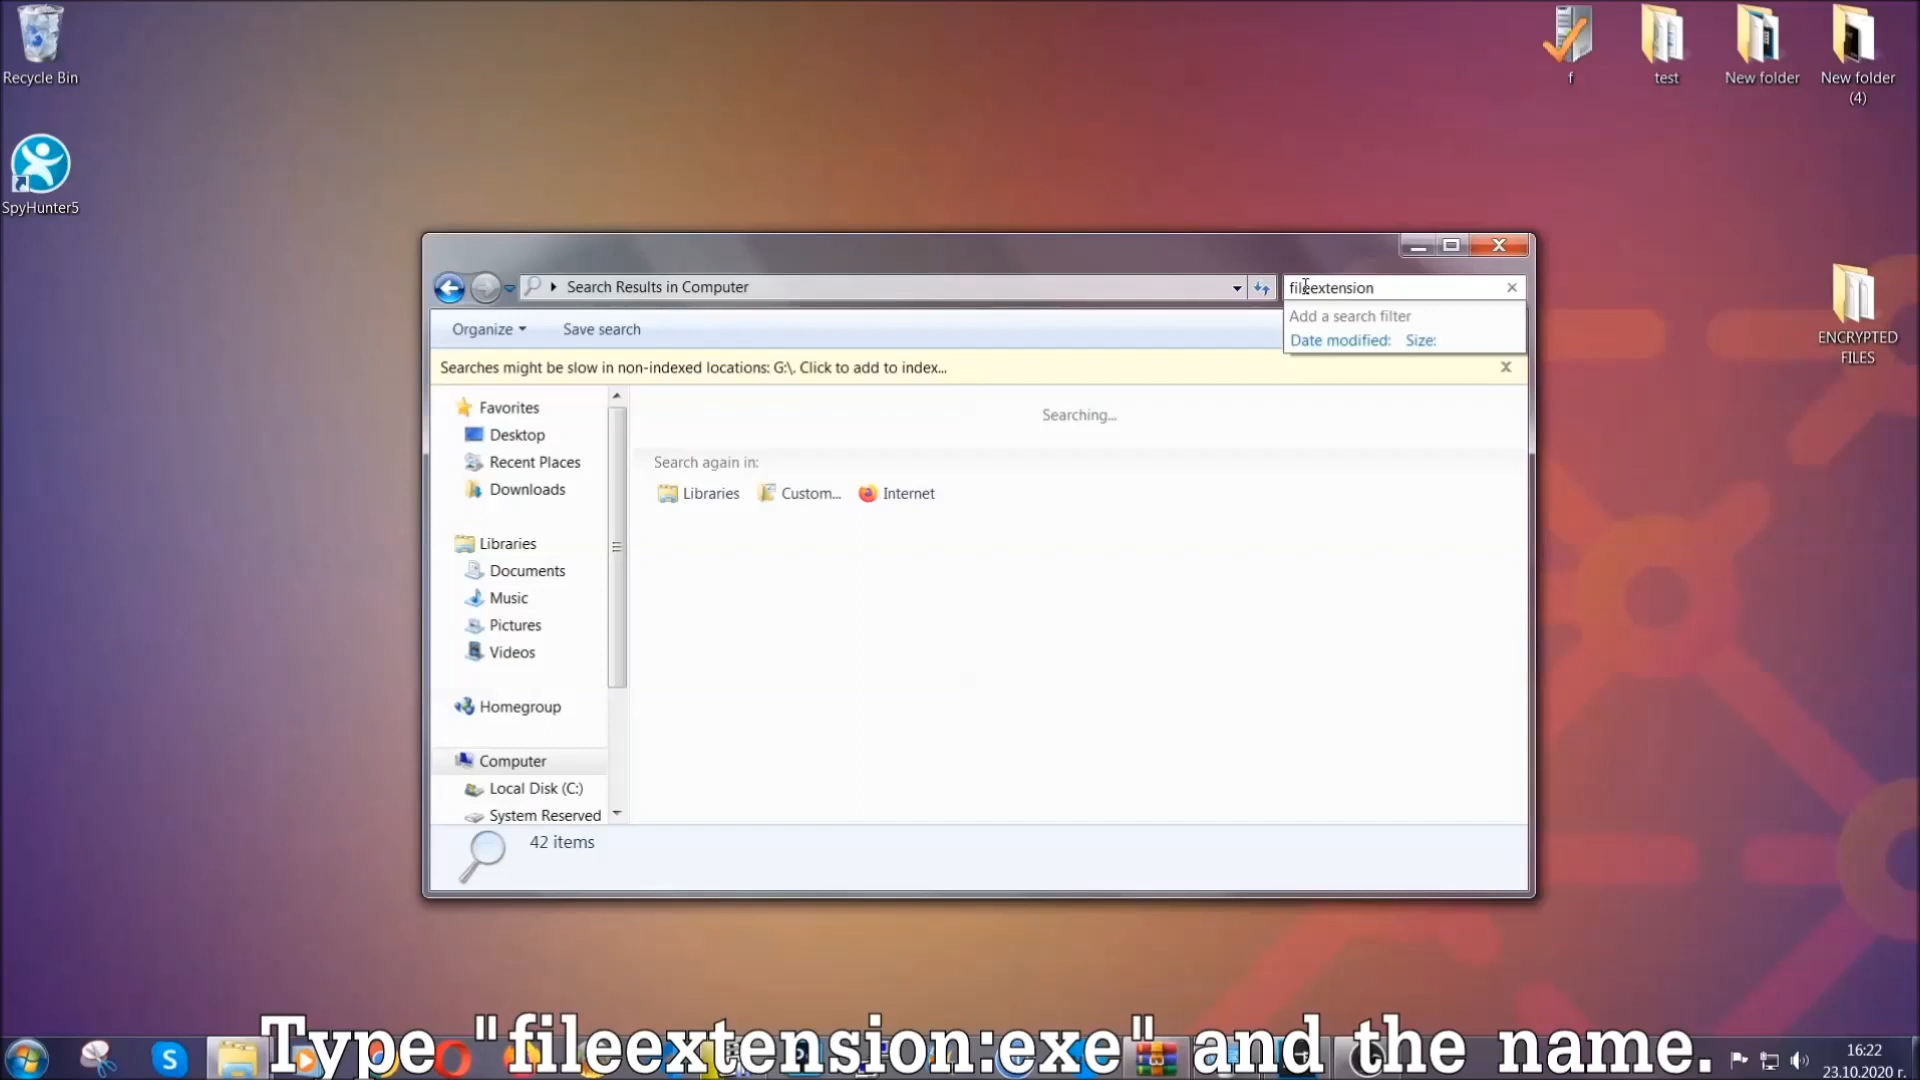 Recycle Bin
SpyHunter5
f
test
New folder
New folder
(4)
ENCRYPTED
FILES
Search Results in Computer
fileextension
Add a search filter
Date modified: Size:
Organize
Save search
Searches might be slow in non-indexed locations: G:\. Click to add to index...
Favorites
Desktop
Recent Places
Downloads
Libraries
Documents
Music
Pictures
Videos
Homegroup
Computer
Local Disk (C:)
System Reserved
Searching...
Search again in:
Libraries
Custom...
Internet
42 items
Type "fileextension:exe" and the name.
16:22
23.10.2020 г.